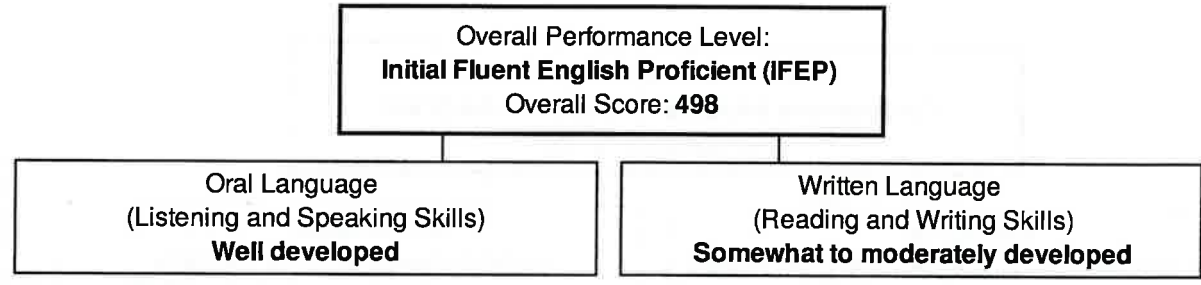 Overall Performance Level:
Initial Fluent English Proficient (IFEP)
Overall Score: 498
Oral Language
(Listening and Speaking Skills)
Well developed
Written Language
(Reading and Writing Skills)
Somewhat to moderately developed